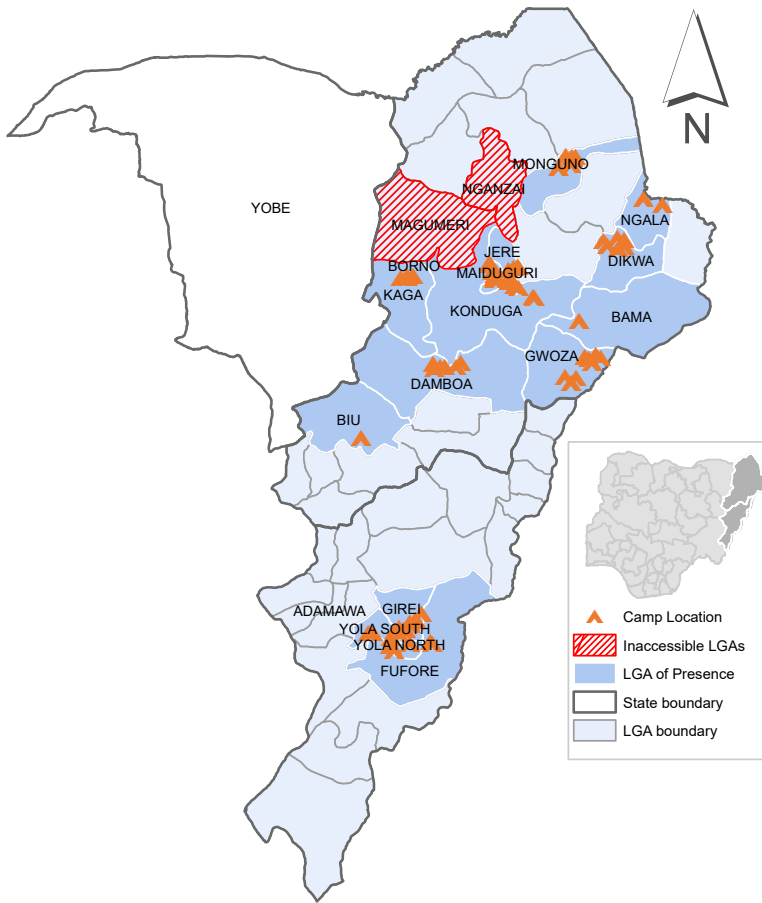 N
MONGUNO
NGANZAI
YOBE
NGALA
MAGUMERI
JERE
DIKWA
BORNO
MAIDUGURI
KAGA
KONDUGA
BAMA
GWOZA
DAMBOA
BIU
ADAMAWA
GIREI
YOLA SOUTH
YOLA NORTH
FUFORE
Camp Location
Inaccessible LGAs
LGA of Presence
State boundary
LGA boundary